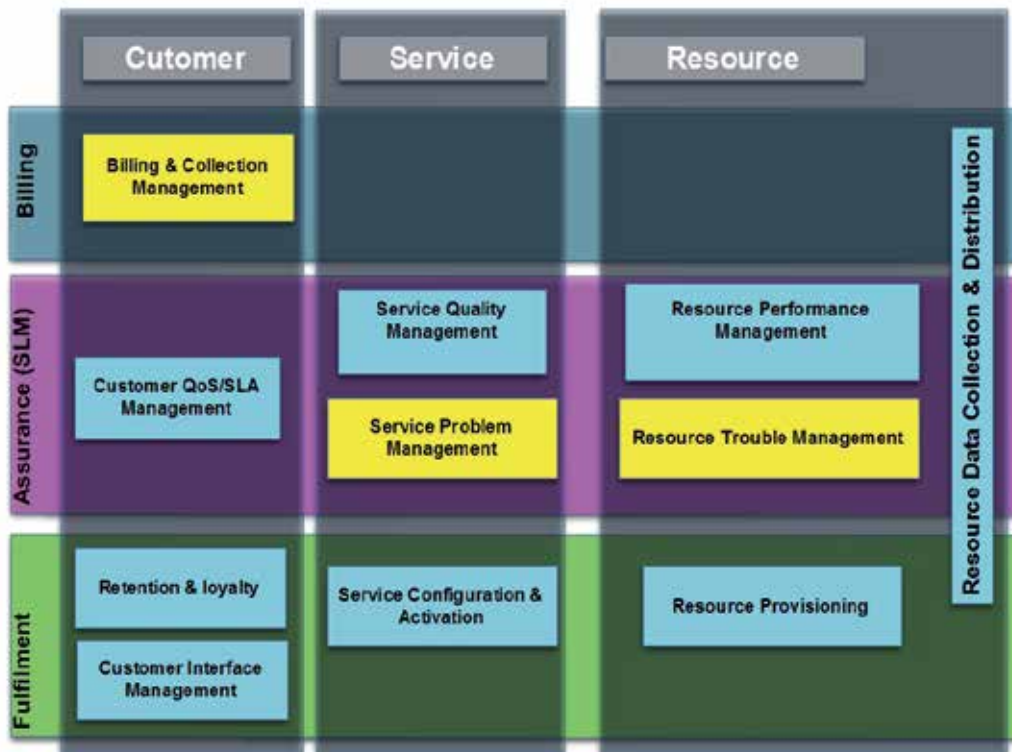 Cutomer
Service
Resource
Billing
Billing & Collection
Management
Resource Data Collection & Distribution
Assurance (SLM)
Service Quality
Management
Resource Performance
Management
Customer QoS/SLA
Management
Service Problem
Management
Resource Trouble Management
Fulfilment
Retention & loyalty
Service Configuration &
Activation
Resource Provisioning
Customer Interface
Management